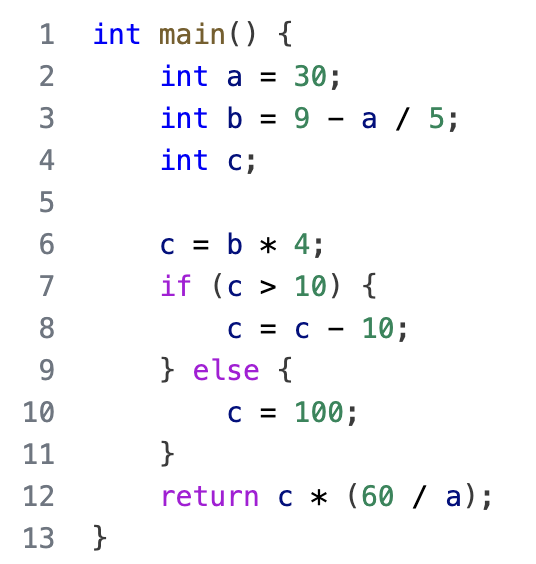 1 int main() {
2     int a = 30;
3     int b = 9 - a / 5;
4     int c;
5
6     c = b * 4;
7     if (c > 10) {
8         c = c - 10;
9     } else {
10         c = 100;
11     }
12     return c * (60 / a);
13 }